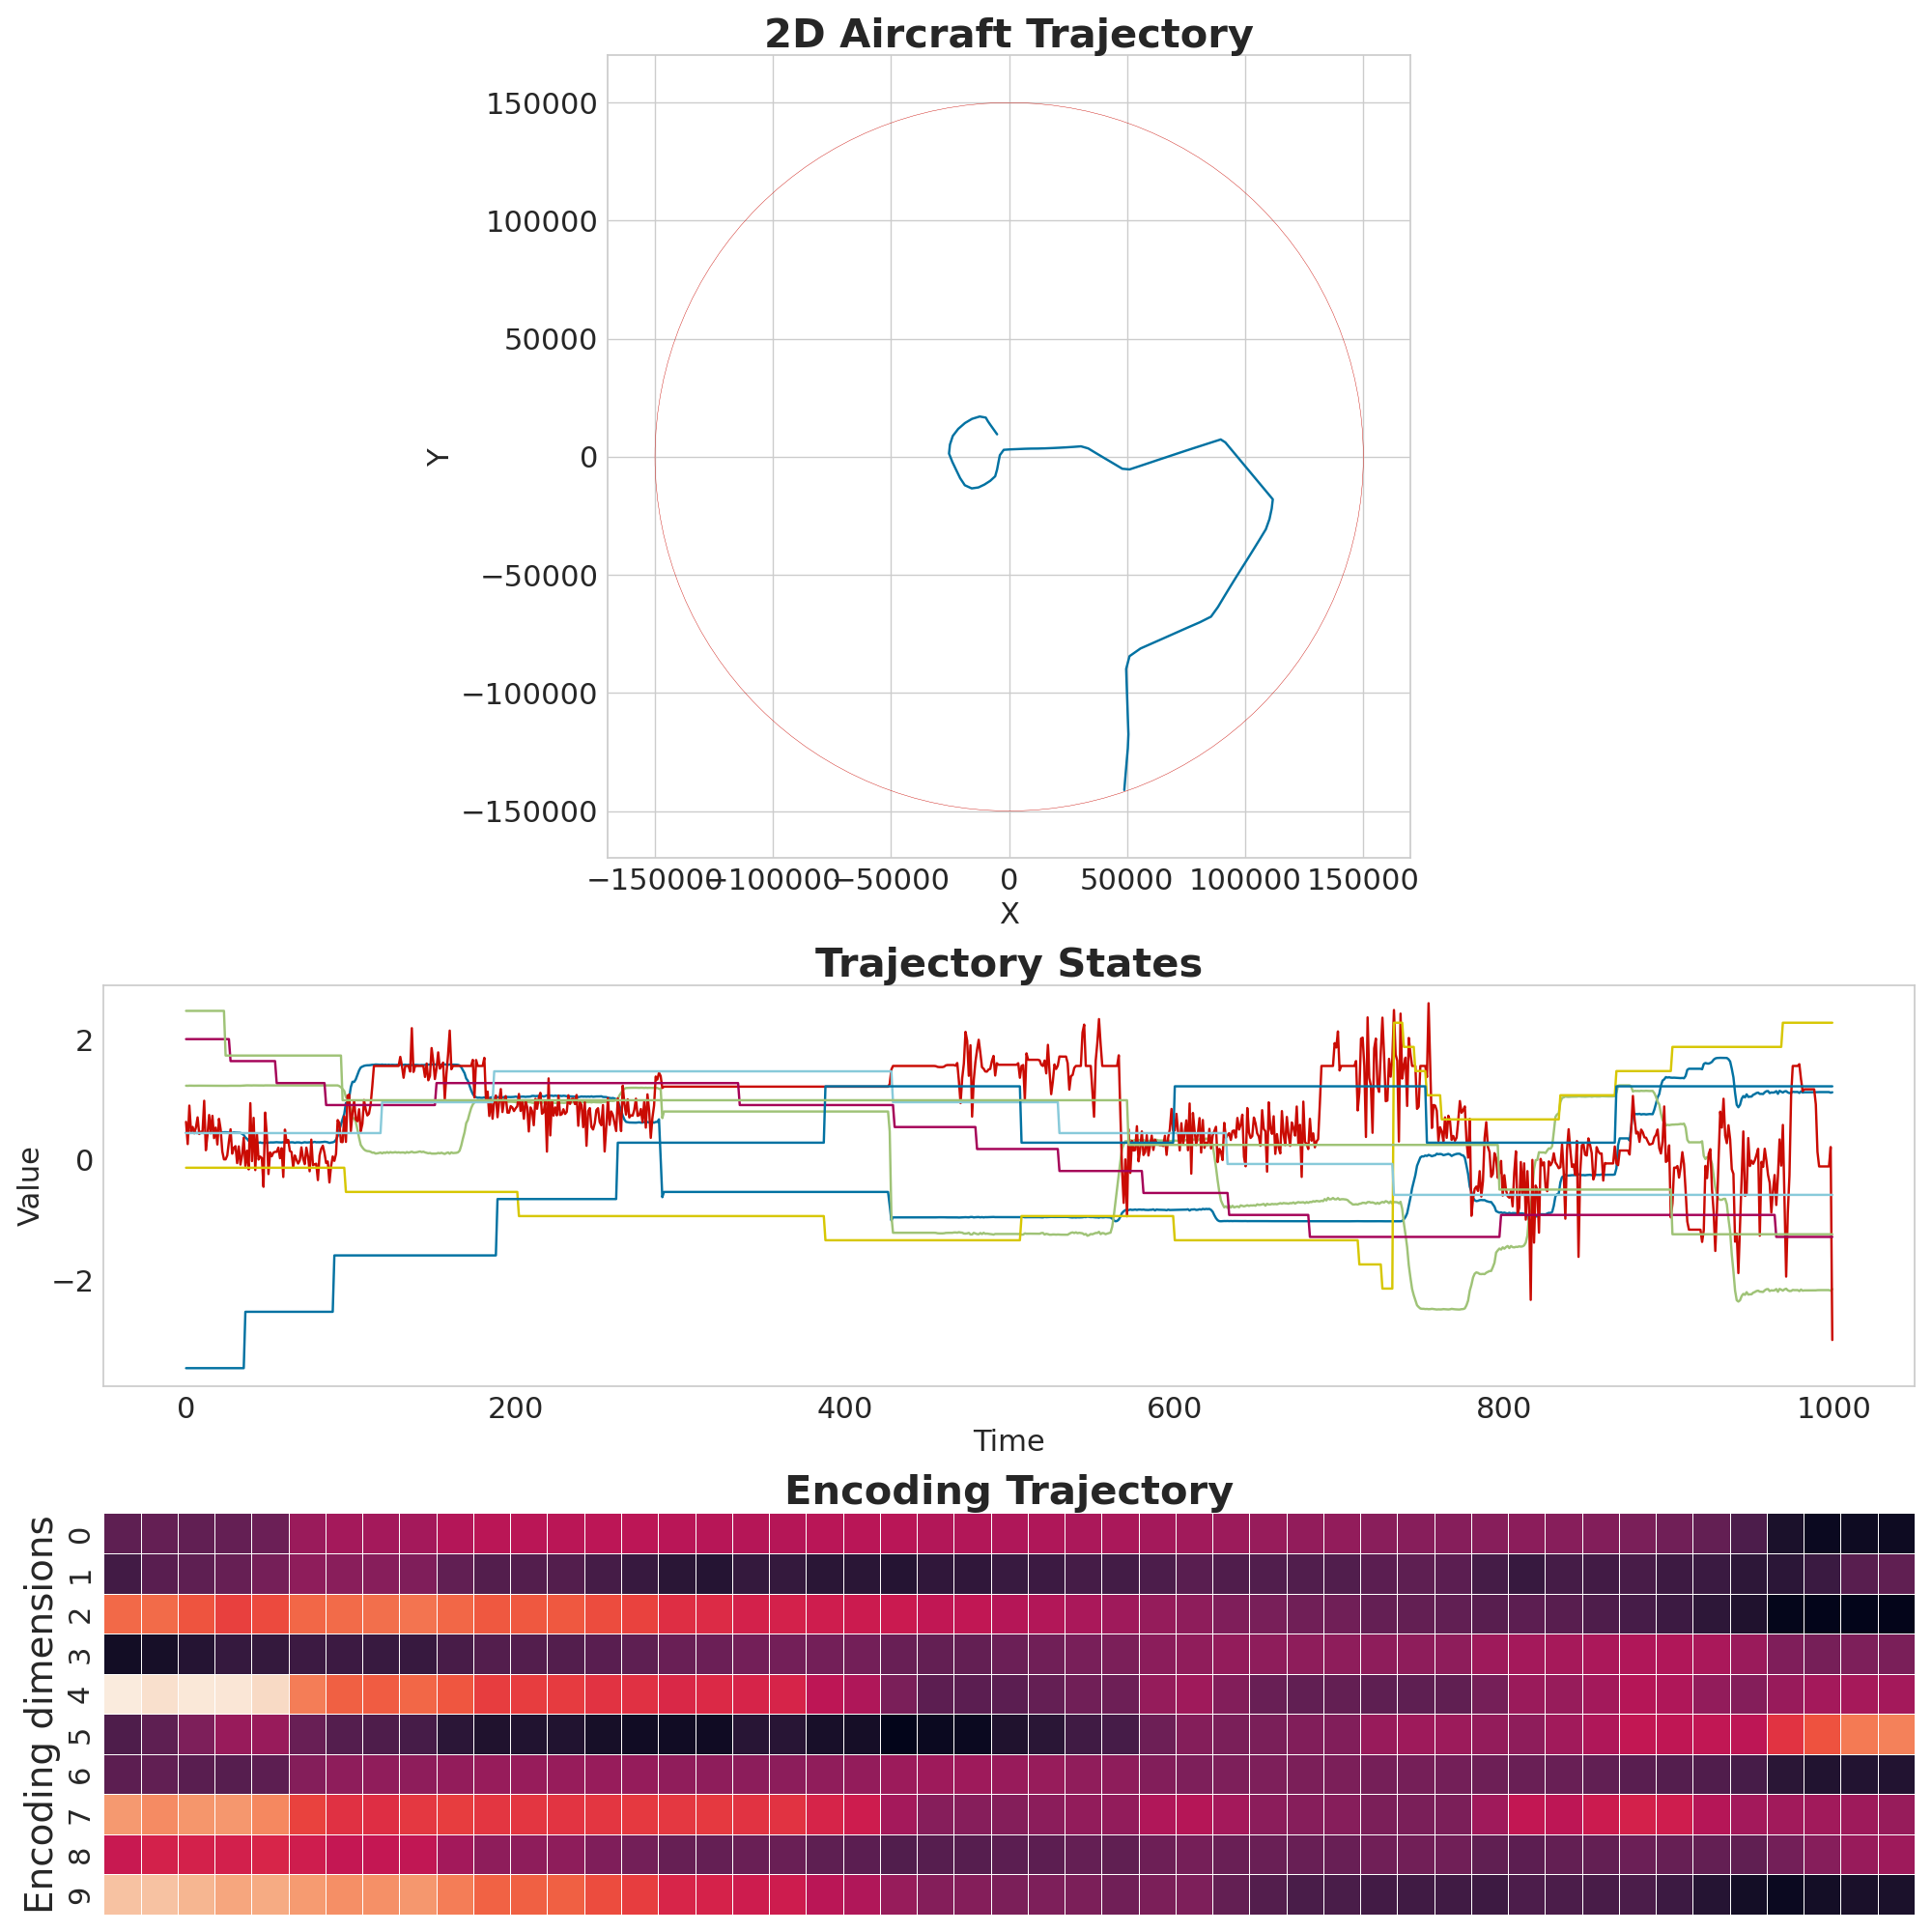 2D Aircraft Trajectory
150000
100000
50000
0
−50000
−100000
−150000
Y
−150000 −100000 −50000 0 50000 100000 150000
X
Trajectory States
2
0
−2
Value
0 200 400 600 800 1000
Time
Encoding Trajectory
Encoding dimensions
0
1
2
3
4
5
6
7
8
9